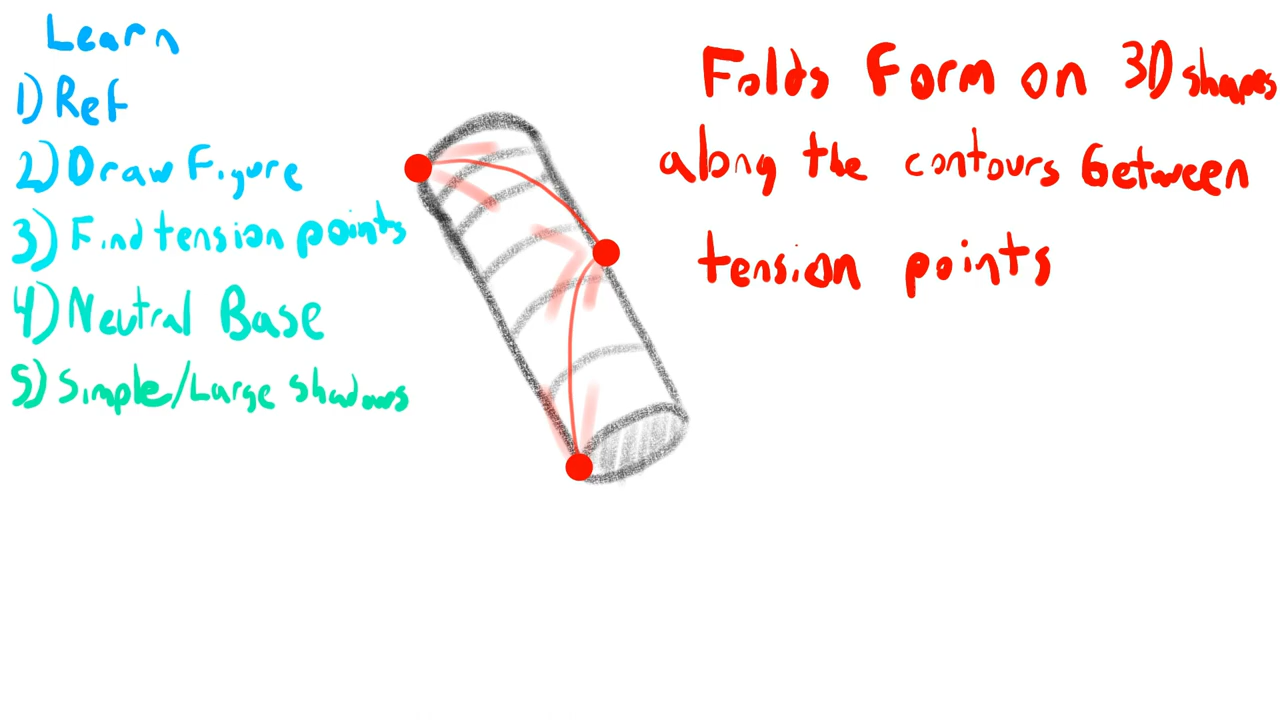 Learn
1) Ref
2) Draw Figure
3) Find tension points
4) Neutral Base
5) Simple/Large shadows
Folds Form on 3D shapes
along the contours between
tension points